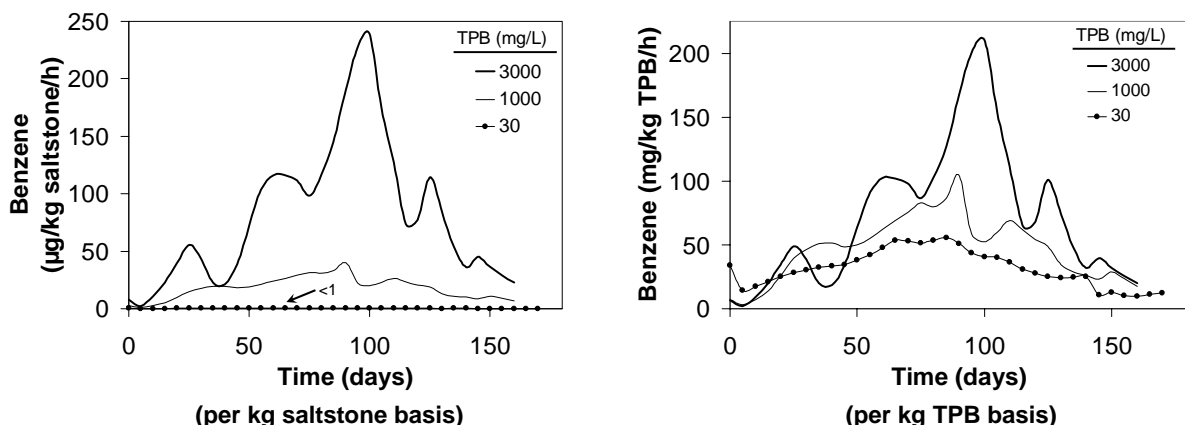 Benzene
(µg/kg saltstone/h)
250
200
150
100
50
0
TPB (mg/L)
3000
1000
30
<1
0
50
100
150
Time (days)
(per kg saltstone basis)
Benzene (mg/kg TPB/h)
200
150
100
50
0
TPB (mg/L)
3000
1000
30
0
50
100
150
Time (days)
(per kg TPB basis)